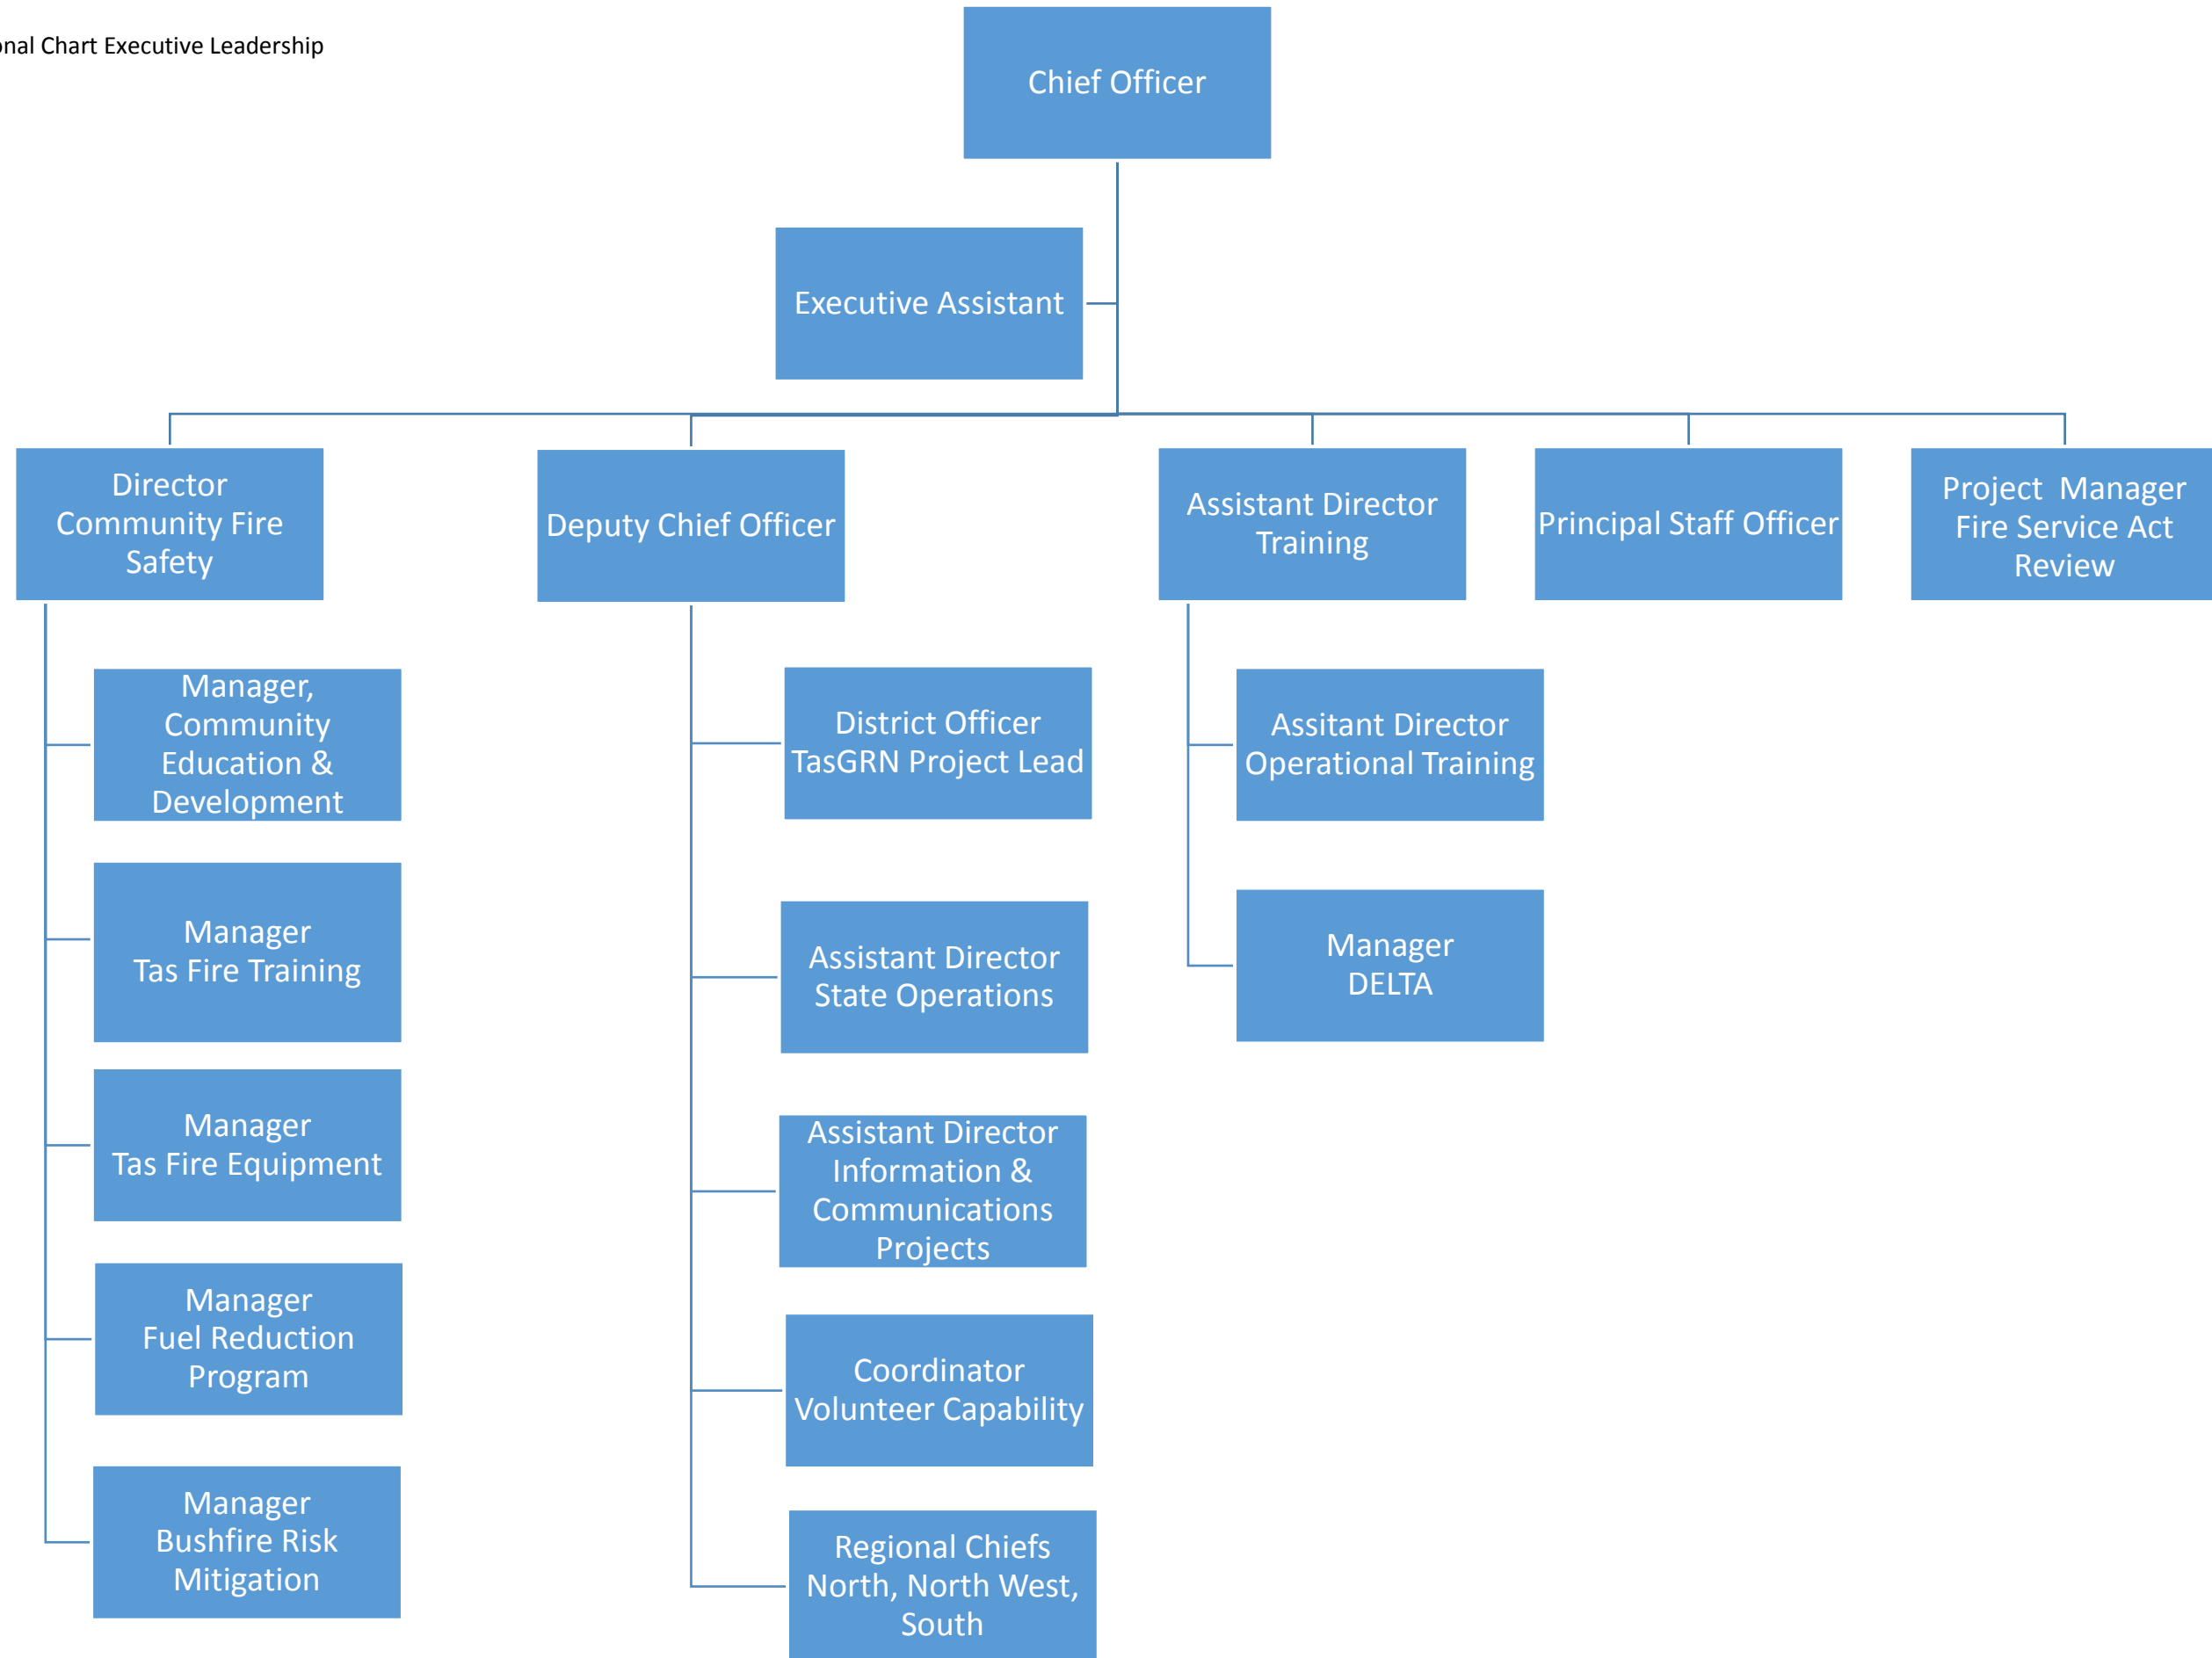 Chart Executive Leadership
Chief Officer
Executive Assistant
Director
Community Fire
Safety
Deputy Chief Officer
Assistant Director
Training
Principal Staff Officer
Project  Manager
Fire Service Act
Review
Manager,
Community
Education &
Development
Manager
Tas Fire Training
Manager
Tas Fire Equipment
Manager
Fuel Reduction
Program
Manager
Bushfire Risk
Mitigation
District Officer
TasGRN Project Lead
Assistant Director
State Operations
Assistant Director
Information &
Communications
Projects
Coordinator
Volunteer Capability
Regional Chiefs
North, North West,
South
Assitant Director
Operational Training
Manager
DELTA